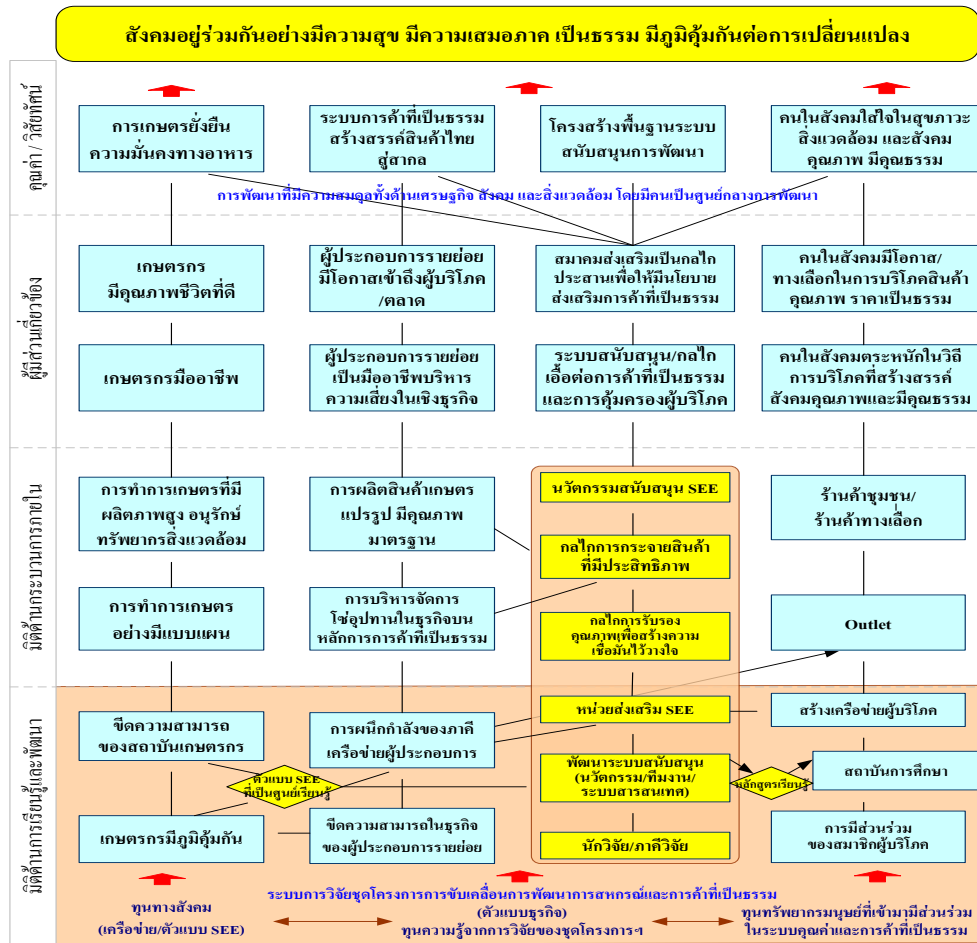 สังคมอยู่ร่วมกันอย่างมีความสุข มีความเสมอภาค เป็นธรรม มีภูมิคุ้มกันต่อการเปลี่ยนแปลง
คุณค่า / วิสัยทัศน์
การเกษตรยั่งยืน
ความมั่นคงทางอาหาร
ระบบการค้าที่เป็นธรรม
สร้างสรรค์สินค้าไทย
สู่สากล
โครงสร้างพื้นฐานระบบ
สนับสนุนการพัฒนา
คนในสังคมใส่ใจในสุขภาวะ
สิ่งแวดล้อม และสังคม
คุณภาพ มีคุณธรรม
การพัฒนาที่มีความสมดุลทั้งด้านเศรษฐกิจ สังคม และสิ่งแวดล้อม โดยมีคนเป็นศูนย์กลางการพัฒนา
ผู้มีส่วนเกี่ยวข้อง
เกษตรกร
มีคุณภาพชีวิตที่ดี
ผู้ประกอบการรายย่อย
มีโอกาสเข้าถึงผู้บริโภค
/ตลาด
สมาคมส่งเสริมเป็นกลไก
ประสานเพื่อให้มีนโยบาย
ส่งเสริมการค้าที่เป็นธรรม
คนในสังคมมีโอกาส/
ทางเลือกในการบริโภคสินค้า
คุณภาพ ราคาเป็นธรรม
เกษตรกรมืออาชีพ
ผู้ประกอบการรายย่อย
เป็นมืออาชีพบริหาร
ความเสี่ยงในเชิงธุรกิจ
ระบบสนับสนุน/กลไก
เอื้อต่อการค้าที่เป็นธรรม
และการคุ้มครองผู้บริโภค
คนในสังคมตระหนักในวิถี
การบริโภคที่สร้างสรรค์
สังคมคุณภาพและมีคุณธรรม
มิติด้านกระบวนการภายใน
การทำการเกษตรที่มี
ผลิตภาพสูง อนุรักษ์
ทรัพยากรสิ่งแวดล้อม
การผลิตสินค้าเกษตร
แปรรูป มีคุณภาพ
มาตรฐาน
นวัตกรรมสนับสนุน SEE
กลไกการกระจายสินค้า
ที่มีประสิทธิภาพ
ร้านค้าชุมชน/
ร้านค้าทางเลือก
การทำการเกษตร
อย่างมีแบบแผน
การบริหารจัดการ
โซ่อุปทานในธุรกิจบน
หลักการการค้าที่เป็นธรรม
กลไกการรับรอง
คุณภาพเพื่อสร้างความ
เชื่อมั่นไว้วางใจ
Outlet
มิติด้านการเรียนรู้และพัฒนา
ขีดความสามารถ
ของสถาบันเกษตรกร
การผนึกกำลังของภาคี
เครือข่ายผู้ประกอบการ
หน่วยส่งเสริม SEE
สร้างเครือข่ายผู้บริโภค
ตัวแบบ SEE
ที่เป็นศูนย์เรียนรู้
พัฒนาระบบสนับสนุน
(นวัตกรรม/ทีมงาน/
ระบบสารสนเทศ)
หลักสูตรเรียนรู้
สถาบันการศึกษา
เกษตรกรมีภูมิคุ้มกัน
ขีดความสามารถในธุรกิจ
ของผู้ประกอบการรายย่อย
นักวิจัย/ภาคีวิจัย
การมีส่วนร่วม
ของสมาชิกผู้บริโภค
ระบบการวิจัยชุดโครงการการขับเคลื่อนการพัฒนาการสหกรณ์และการค้าที่เป็นธรรม
ทุนทางสังคม
(เครือข่าย/ตัวแบบ SEE)
(ตัวแบบธุรกิจ)
ทุนความรู้จากการวิจัยของชุดโครงการฯ
ทุนทรัพยากรมนุษย์ที่เข้ามามีส่วนร่วม
ในระบบคุณค่าและการค้าที่เป็นธรรม